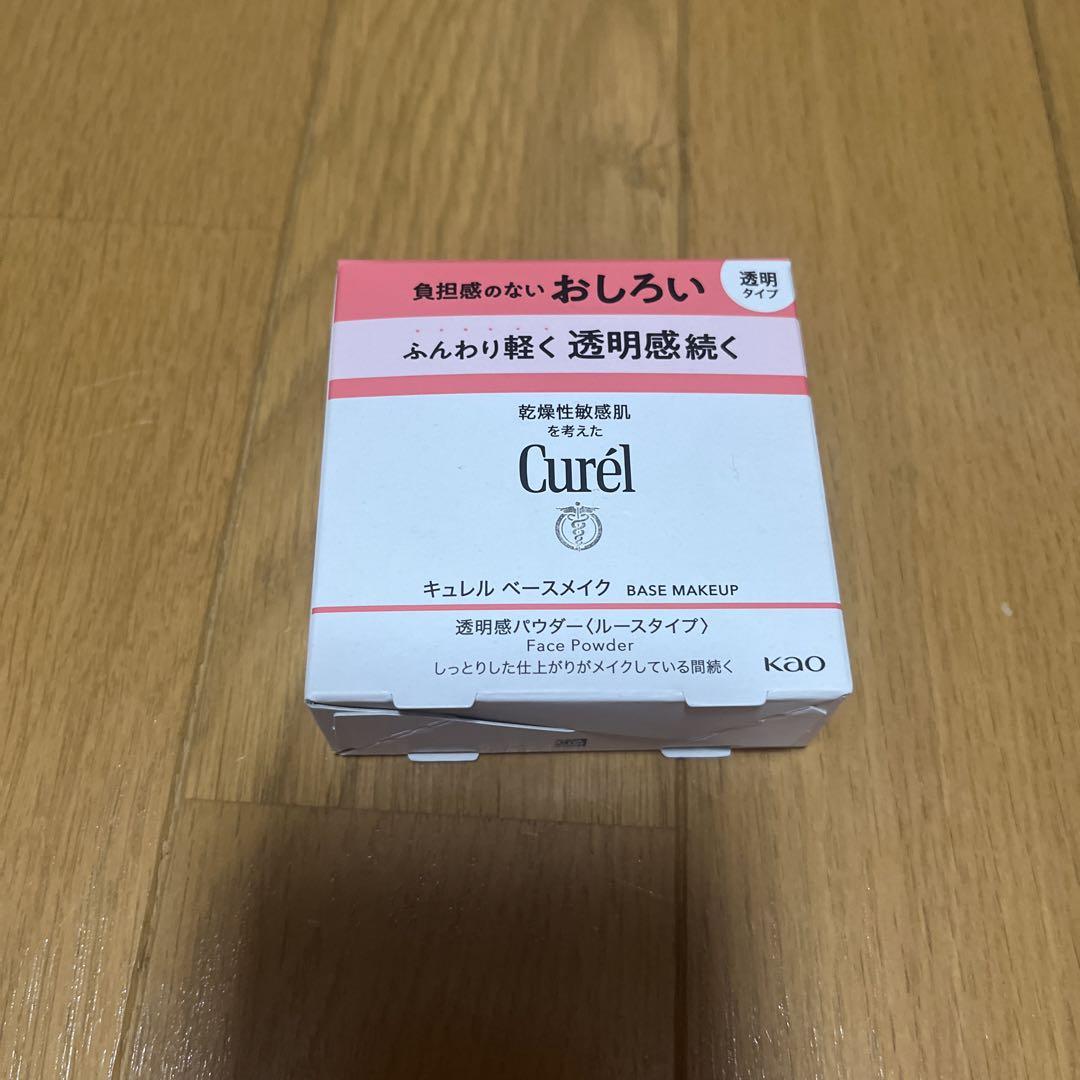 負担感のない おしろい
透明
タイプ
ふんわり軽く 透明感続く
乾燥性敏感肌
を考えた
Curél
キュレル ベースメイク BASE MAKEUP
透明感パウダー〈ルースタイプ〉
Face Powder
しっとりした仕上がりがメイクしている間続く
Kao